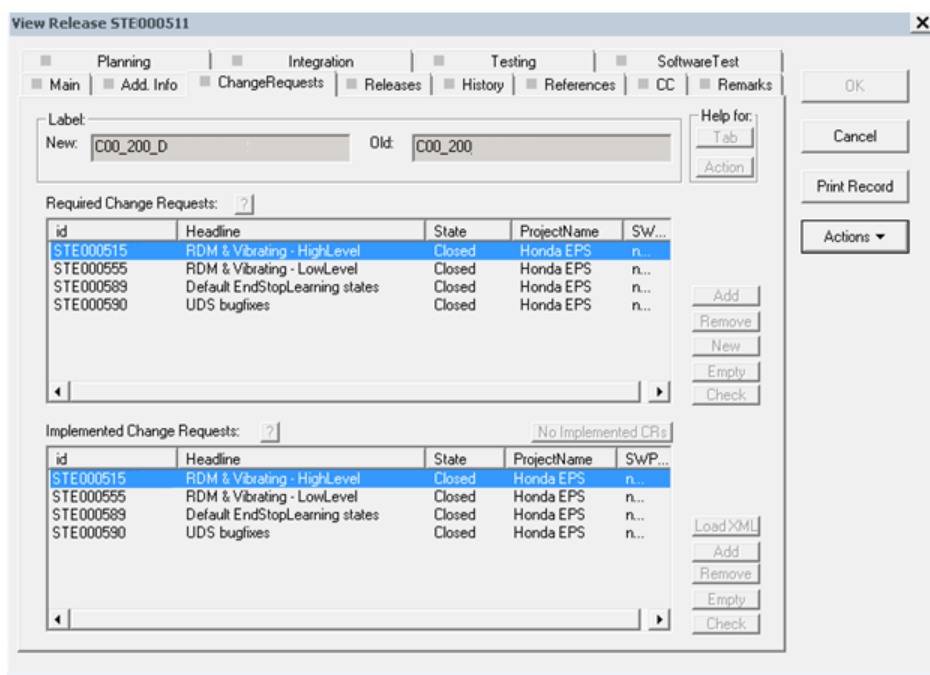 View Release STE000511
Planning Integration Testing SoftwareTest
Main Add. Info ChangeRequests Releases History References CC Remarks
OK
Cancel
Print Record
Actions
Label:
New: C00_200_D Old: C00_200
Help for:
Tab
Action
Required Change Requests: ?
id Headline State ProjectName SW...
STE000515 RDM & Vibrating - HighLevel Closed Honda EPS n...
STE000555 RDM & Vibrating - LowLevel Closed Honda EPS n...
STE000589 Default EndStopLearning states Closed Honda EPS n...
STE000590 UDS bugfixes Closed Honda EPS n...
Add
Remove
New
Empty
Check
Implemented Change Requests: ? No Implemented CRs
id Headline State ProjectName SWP...
STE000515 RDM & Vibrating - HighLevel Closed Honda EPS n...
STE000555 RDM & Vibrating - LowLevel Closed Honda EPS n...
STE000589 Default EndStopLearning states Closed Honda EPS n...
STE000590 UDS bugfixes Closed Honda EPS n...
Load XML
Add
Remove
Empty
Check